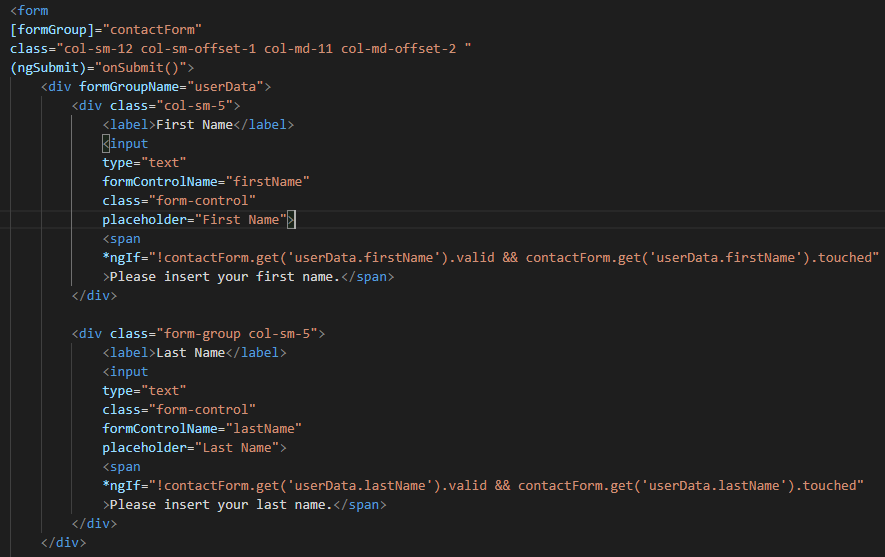 <form
[formGroup]="contactForm"
class="col-sm-12 col-sm-offset-1 col-md-11 col-md-offset-2 "
(ngSubmit)="onSubmit()">
    <div formGroupName="userData">
        <div class="col-sm-5">
            <label>First Name</label>
            <input
            type="text"
            formControlName="firstName"
            class="form-control"
            placeholder="First Name">
            <span
            *ngIf="!contactForm.get('userData.firstName').valid && contactForm.get('userData.firstName').touched"
            >Please insert your first name.</span>
        </div>

        <div class="form-group col-sm-5">
            <label>Last Name</label>
            <input
            type="text"
            class="form-control"
            formControlName="lastName"
            placeholder="Last Name">
            <span
            *ngIf="!contactForm.get('userData.lastName').valid && contactForm.get('userData.lastName').touched"
            >Please insert your last name.</span>
        </div>
    </div>